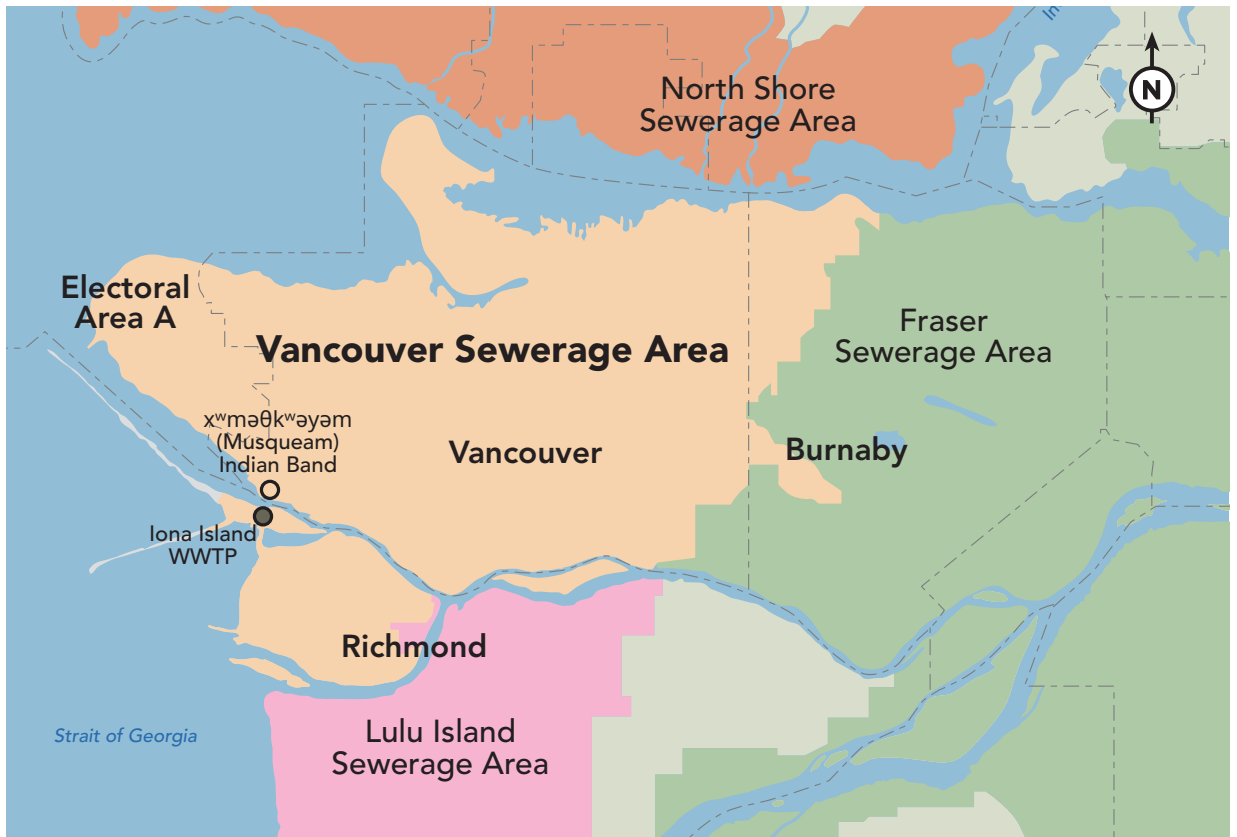 In
N
North Shore
Sewerage Area
Electoral
Area A
Vancouver Sewerage Area
Fraser
Sewerage Area
xʷməθkʷəy̓əm
(Musqueam)
Indian Band
Vancouver
Burnaby
Iona Island
WWTP
Richmond
Lulu Island
Sewerage Area
Strait of Georgia